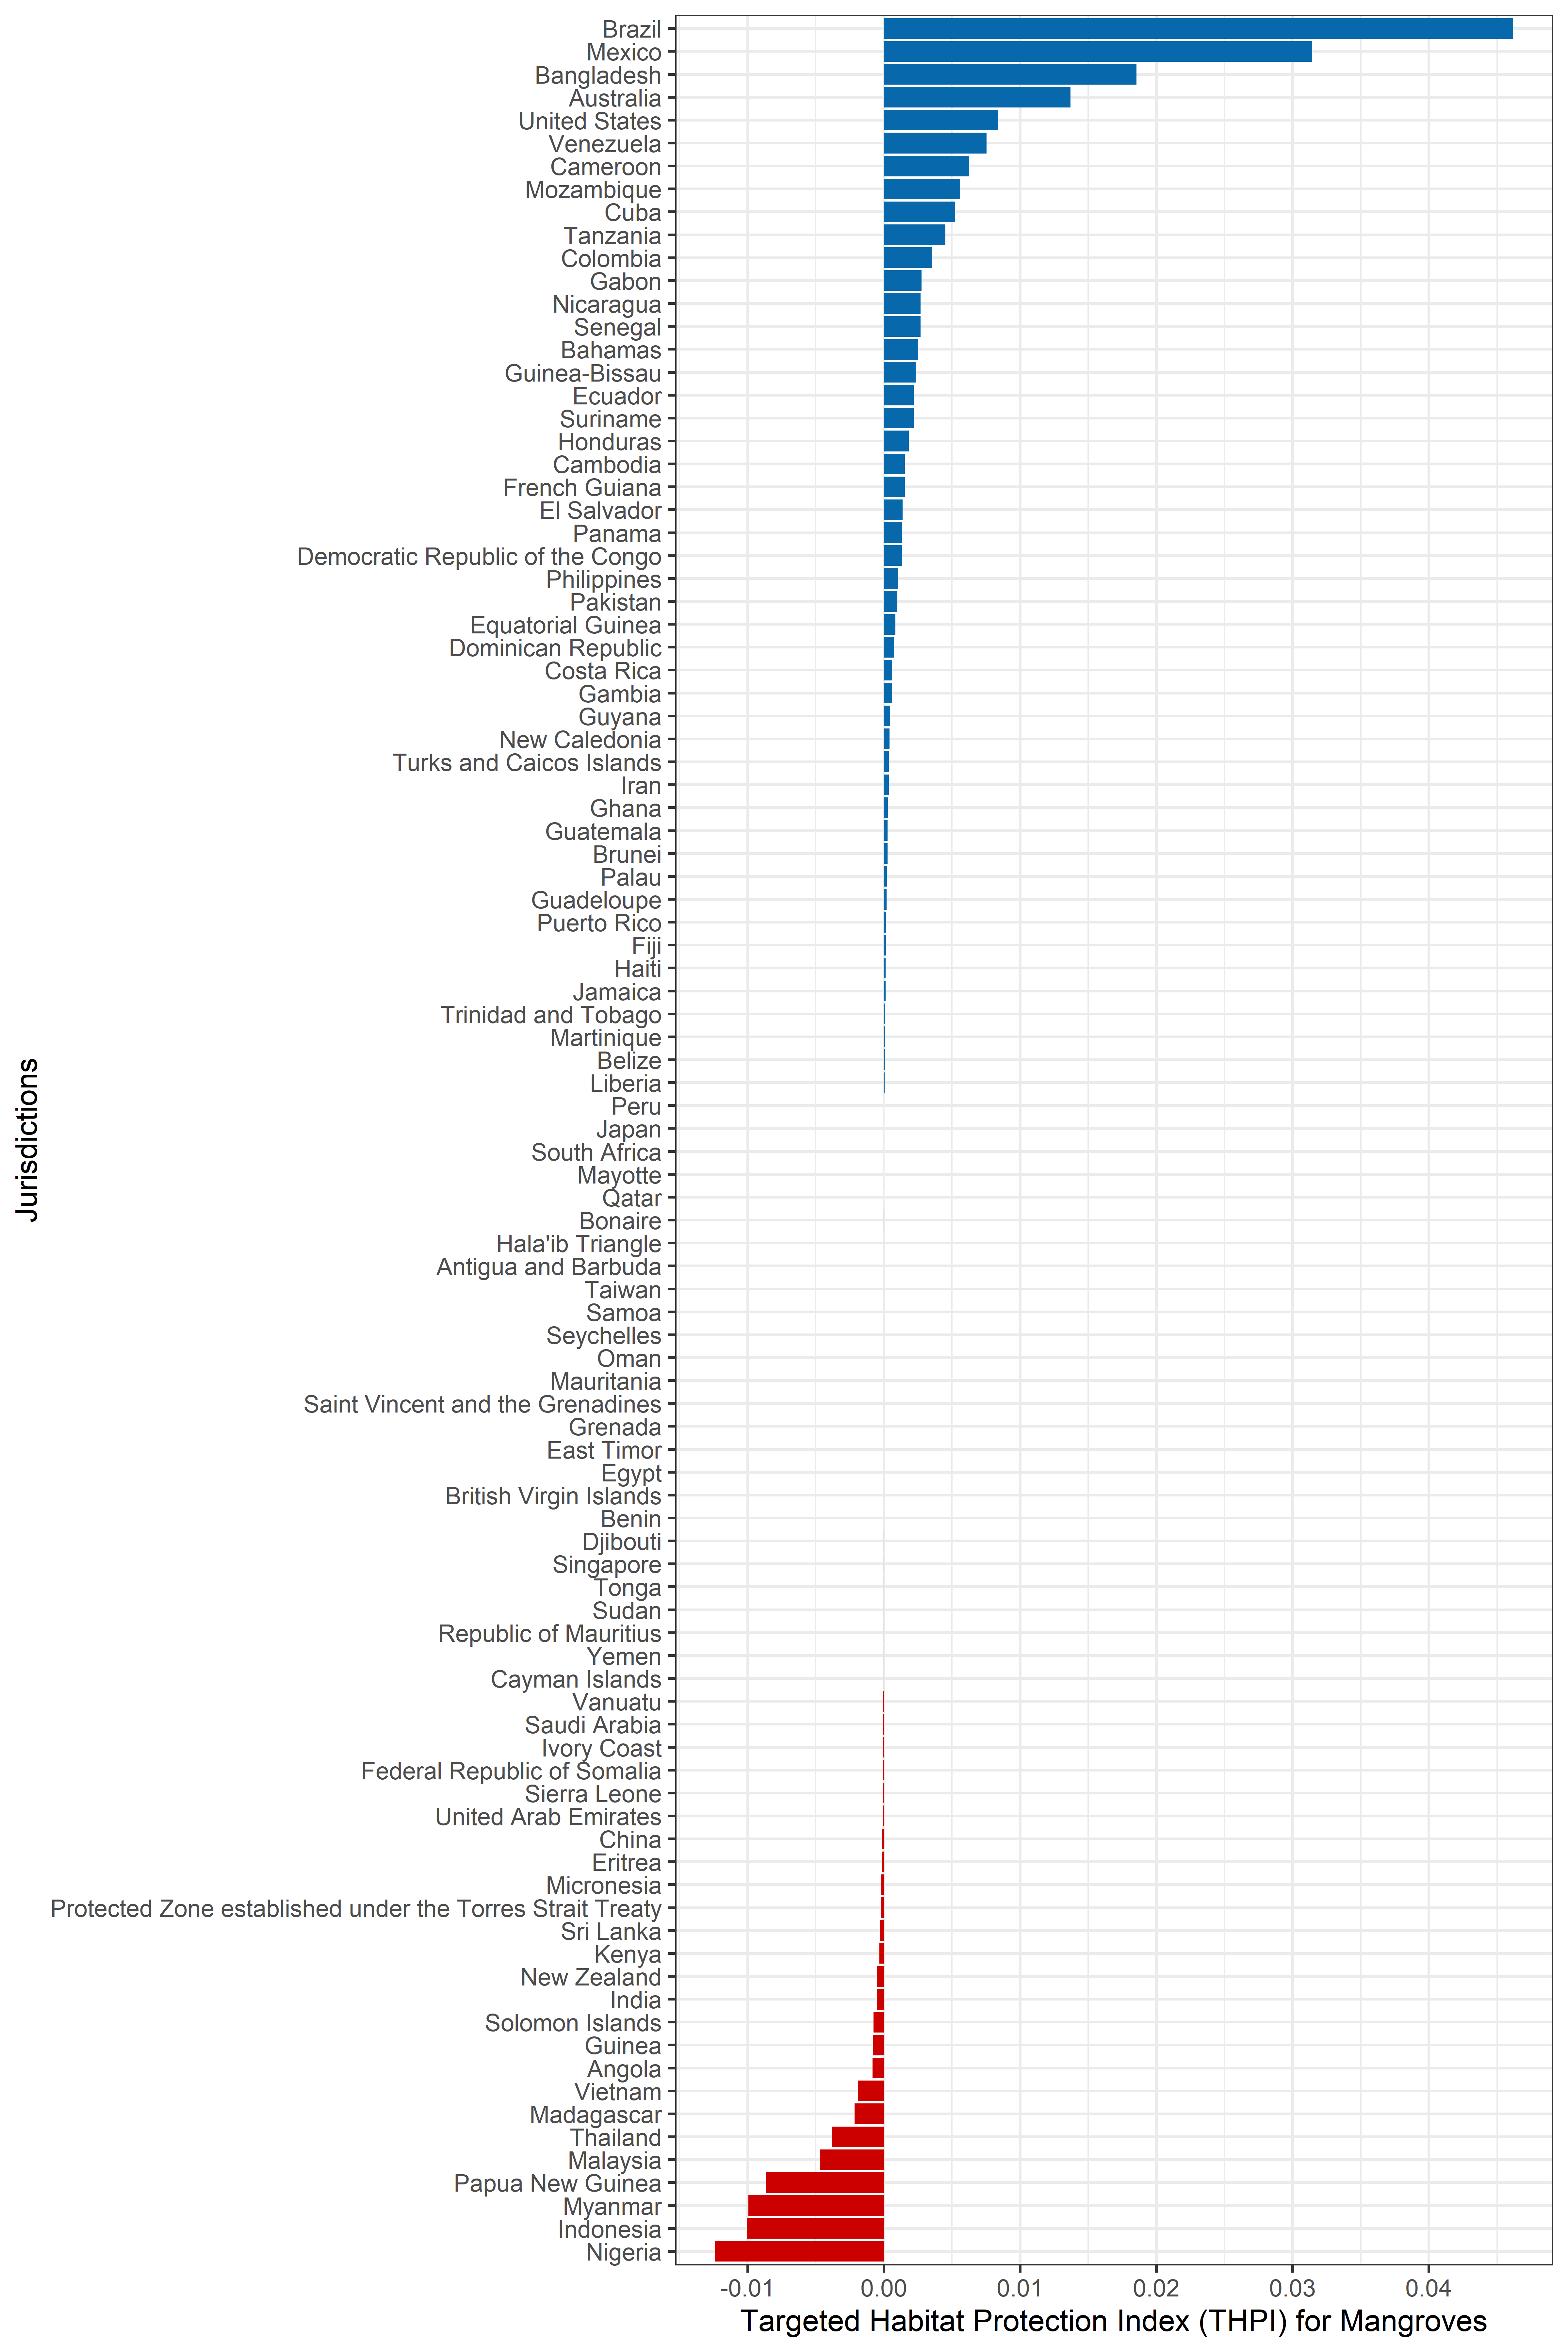 Brazil
Mexico
Bangladesh
Australia
United States
Venezuela
Cameroon
Mozambique
Cuba
Tanzania
Colombia
Gabon
Nicaragua
Senegal
Bahamas
Guinea-Bissau
Ecuador
Suriname
Honduras
Cambodia
French Guiana
El Salvador
Panama
Democratic Republic of the Congo
Philippines
Pakistan
Equatorial Guinea
Dominican Republic
Costa Rica
Gambia
Guyana
New Caledonia
Turks and Caicos Islands
Iran
Ghana
Guatemala
Brunei
Palau
Guadeloupe
Puerto Rico
Fiji
Haiti
Jamaica
Trinidad and Tobago
Martinique
Belize
Liberia
Peru
Japan
South Africa
Mayotte
Qatar
Bonaire
Hala'ib Triangle
Antigua and Barbuda
Taiwan
Samoa
Seychelles
Oman
Mauritania
Saint Vincent and the Grenadines
Grenada
East Timor
Egypt
British Virgin Islands
Benin
Djibouti
Singapore
Tonga
Sudan
Republic of Mauritius
Yemen
Cayman Islands
Vanuatu
Saudi Arabia
Ivory Coast
Federal Republic of Somalia
Sierra Leone
United Arab Emirates
China
Eritrea
Micronesia
Protected Zone established under the Torres Strait Treaty
Sri Lanka
Kenya
New Zealand
India
Solomon Islands
Guinea
Angola
Vietnam
Madagascar
Thailand
Malaysia
Papua New Guinea
Myanmar
Indonesia
Nigeria
Jurisdictions
-0.01 0.00 0.01 0.02 0.03 0.04
Targeted Habitat Protection Index (THPI) for Mangroves